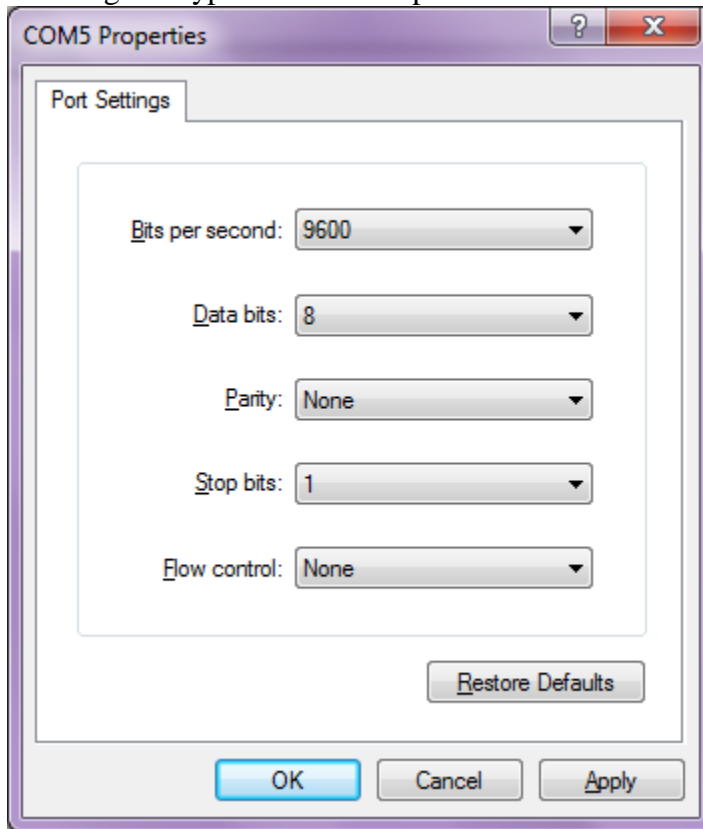 COM5 Properties
Port Settings
Bits per second: 9600
Data bits: 8
Parity: None
Stop bits: 1
Flow control: None
Restore Defaults
OK Cancel Apply